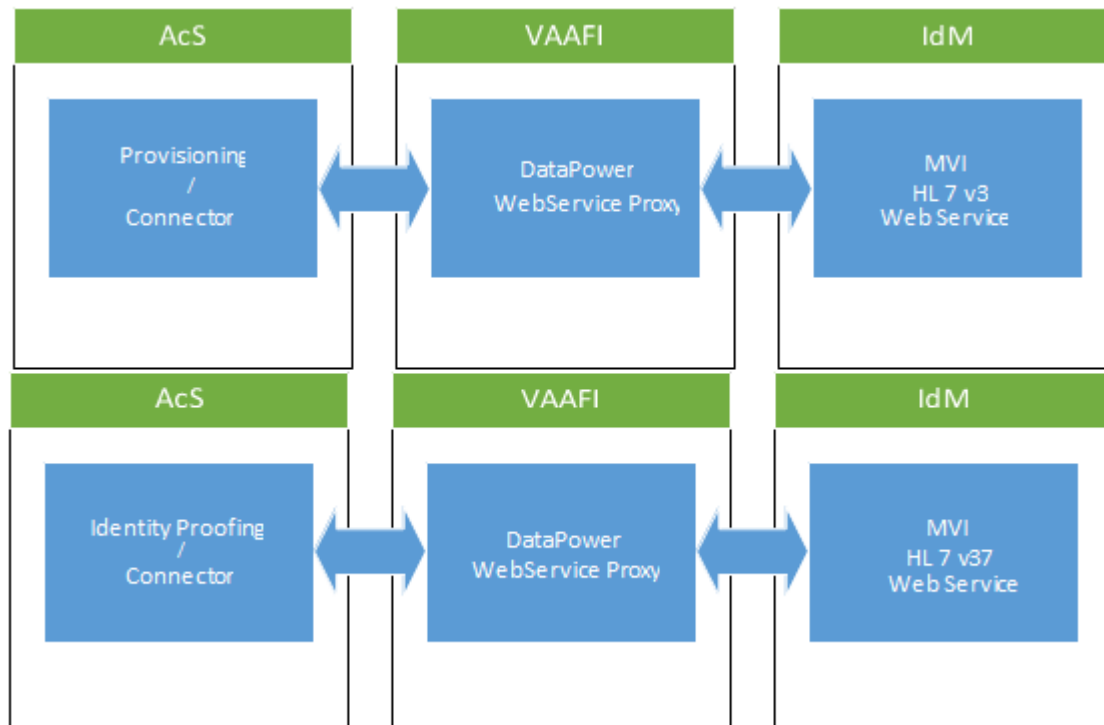 AcS
VAAFI
IdM
Provisioning
/
Connector
DataPower
WebService Proxy
MVI
HL 7 v3
Web Service
AcS
VAAFI
IdM
Identity Proofing
/
Connector
DataPower
WebService Proxy
MVI
HL 7 v37
Web Service